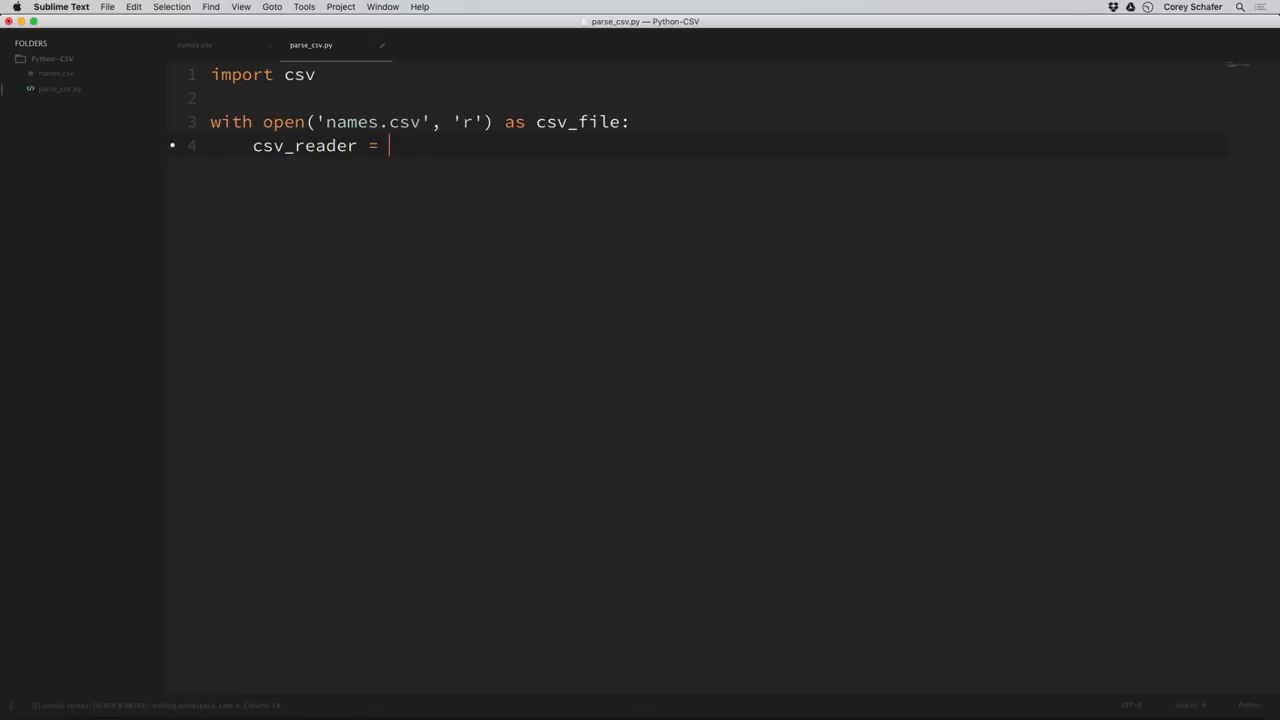 Sublime Text File Edit Selection Find View Goto Tools Project Window Help Corey Schafer
parse_csv.py — Python-CSV
FOLDERS
Python-CSV
names.csv
parse_csv.py
names.csv parse_csv.py
1 import csv
2
3 with open('names.csv', 'r') as csv_file:
4 csv_reader =
UTF-8 Spaces: 4 Python